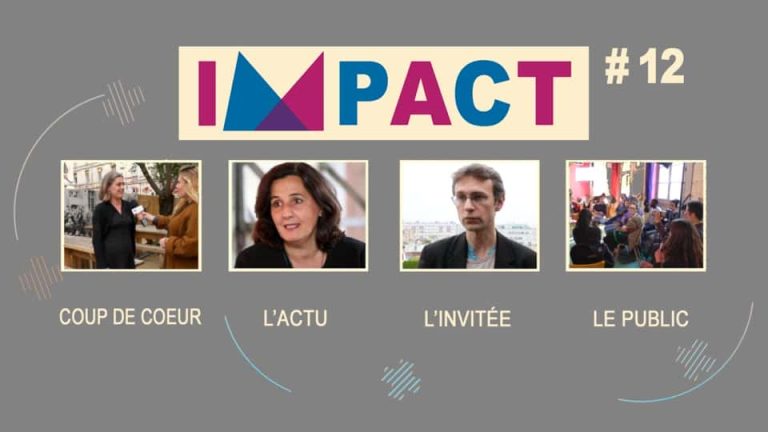 IMPACT
# 12
COUP DE COEUR
L'ACTU
L'INVITÉE
LE PUBLIC